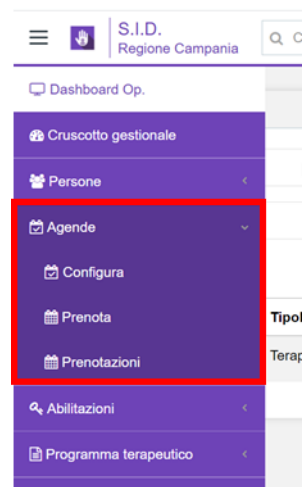 S.I.D.
Regione Campania
C
Dashboard Op.
Cruscotto gestionale
Persone
Agende
Configura
Prenota
Prenotazioni
Tipol
Terap
Abilitazioni
Programma terapeutico